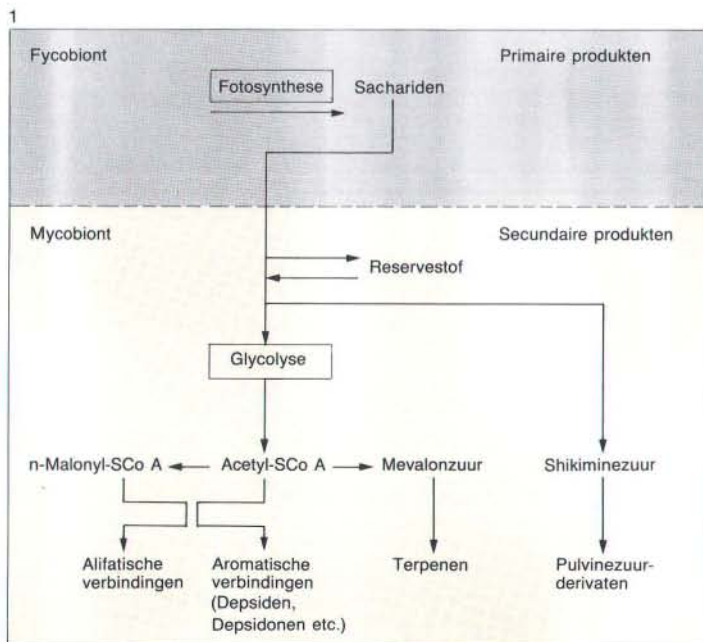 1
Fycobiont
Primaire produkten
Fotosynthese
Sachariden
Mycobiont
Secundaire produkten
Reservestof
Glycolyse
n-Malonyl-SCo A
Acetyl-SCo A
Mevalonzuur
Shikiminezuur
Alifatische
verbindingen
Aromatische
verbindingen
(Depsiden,
Depsidonen etc.)
Terpenen
Pulvinezuur-
derivaten